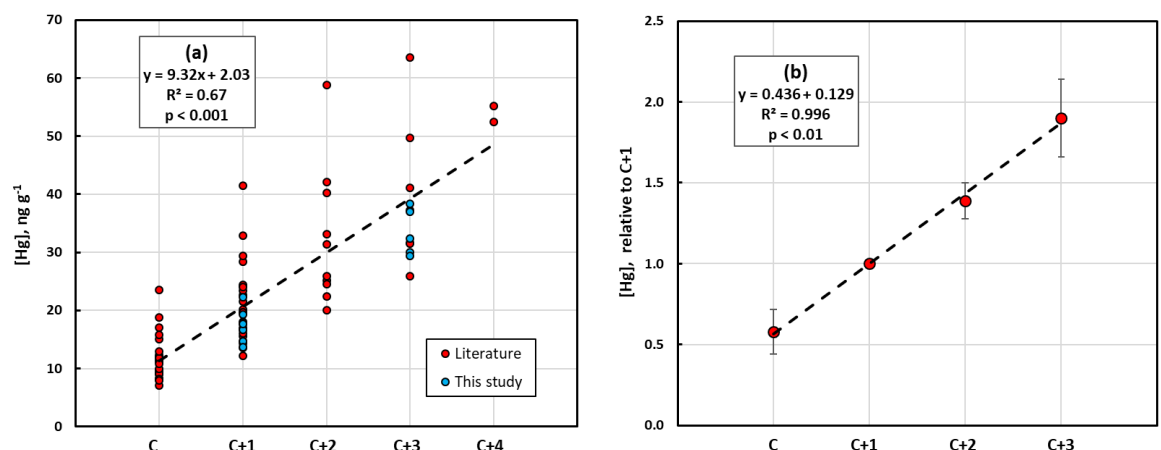 70
60
50
40
30
20
10
0
[Hg], ng g⁻¹
(a)
y = 9.32x + 2.03
R² = 0.67
p < 0.001
Literature
This study
C
C+1
C+2
C+3
C+4
2.5
2.0
1.5
1.0
0.5
0.0
[Hg], relative to C+1
(b)
y = 0.436 + 0.129
R² = 0.996
p < 0.01
C
C+1
C+2
C+3